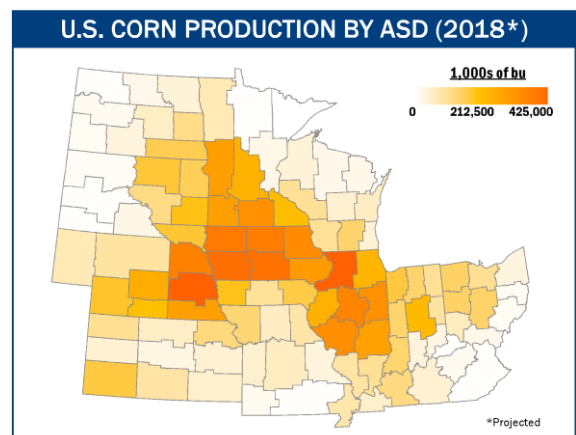 U.S. CORN PRODUCTION BY ASD (2018*)
1,000s of bu
0 212,500 425,000
*Projected